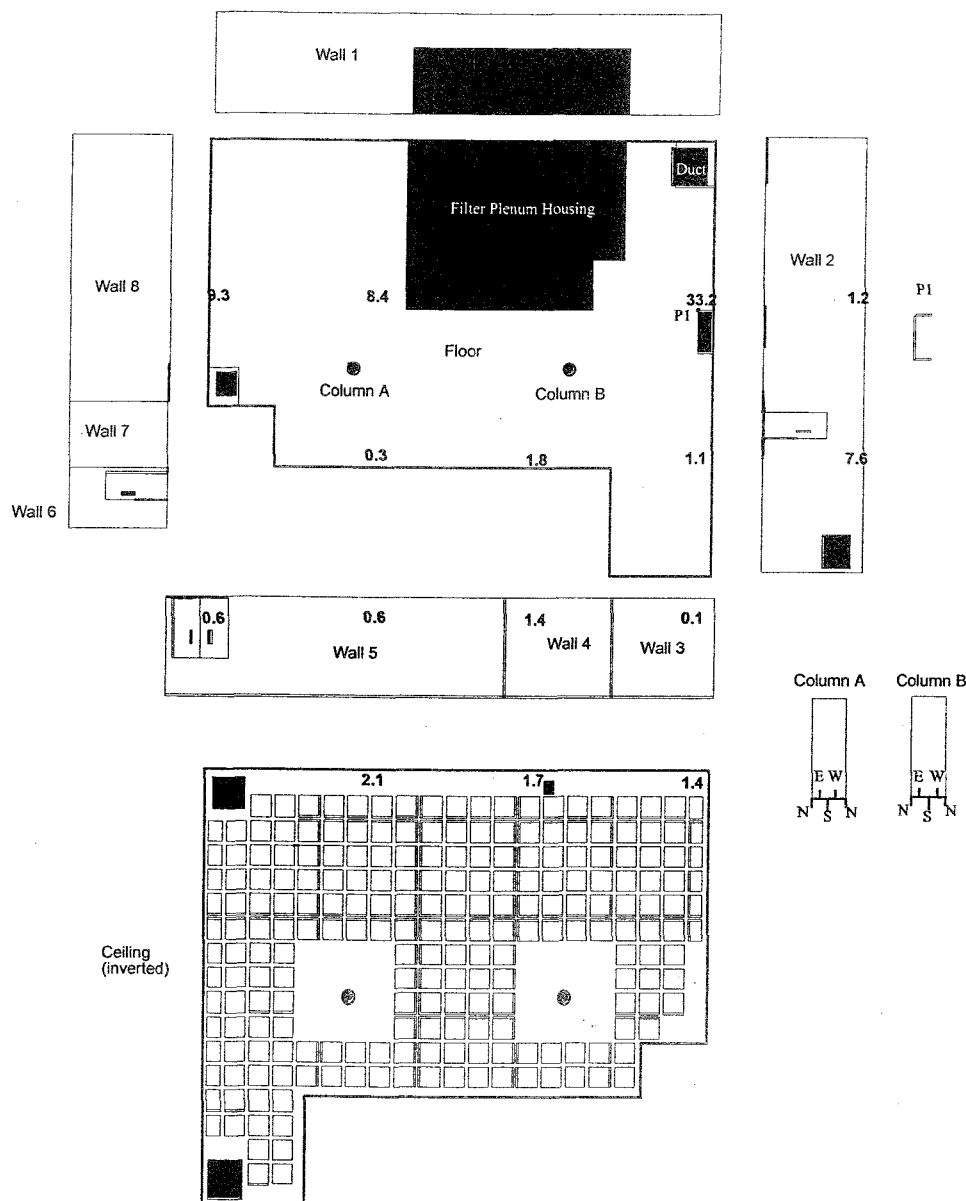 Wall 1
Duct
Filter Plenum Housing
Wall 8
Wall 2
9.3
8.4
33.2
1.2
P1
P1
Floor
Column A
Column B
Wall 7
0.3
1.8
1.1
7.6
Wall 6
0.6
0.6
1.4
0.1
Wall 5
Wall 4
Wall 3
Column A
Column B
2.1
1.7
1.4
E W
E W
N
S
N
N
S
N
Ceiling
(inverted)